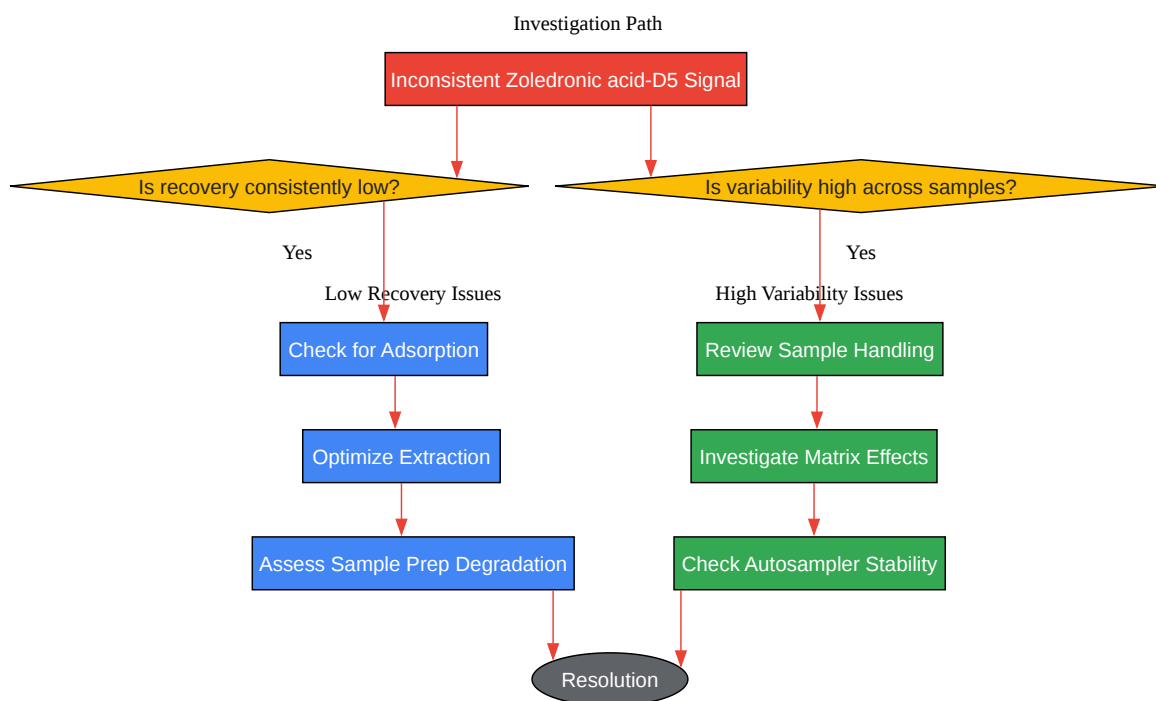 Investigation Path
Inconsistent Zoledronic acid-D5 Signal
Is recovery consistently low?
Is variability high across samples?
Yes
Yes
Low Recovery Issues
High Variability Issues
Check for Adsorption
Review Sample Handling
Optimize Extraction
Investigate Matrix Effects
Assess Sample Prep Degradation
Check Autosampler Stability
Resolution